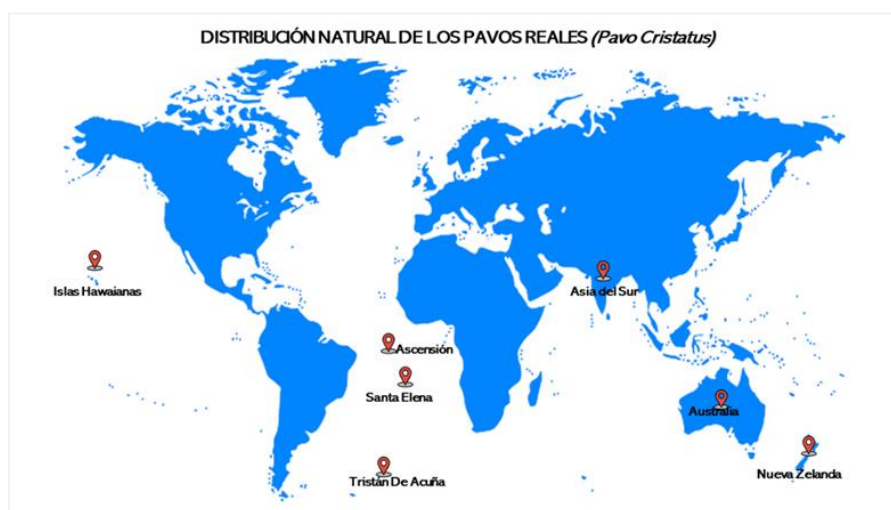 DISTRIBUCIÓN NATURAL DE LOS PAVOS REALES (Pavo Cristatus)
Islas Hawaianas
Asia del Sur
Ascensión
Santa Elena
Australia
Tristán De Acuña
Nueva Zelanda